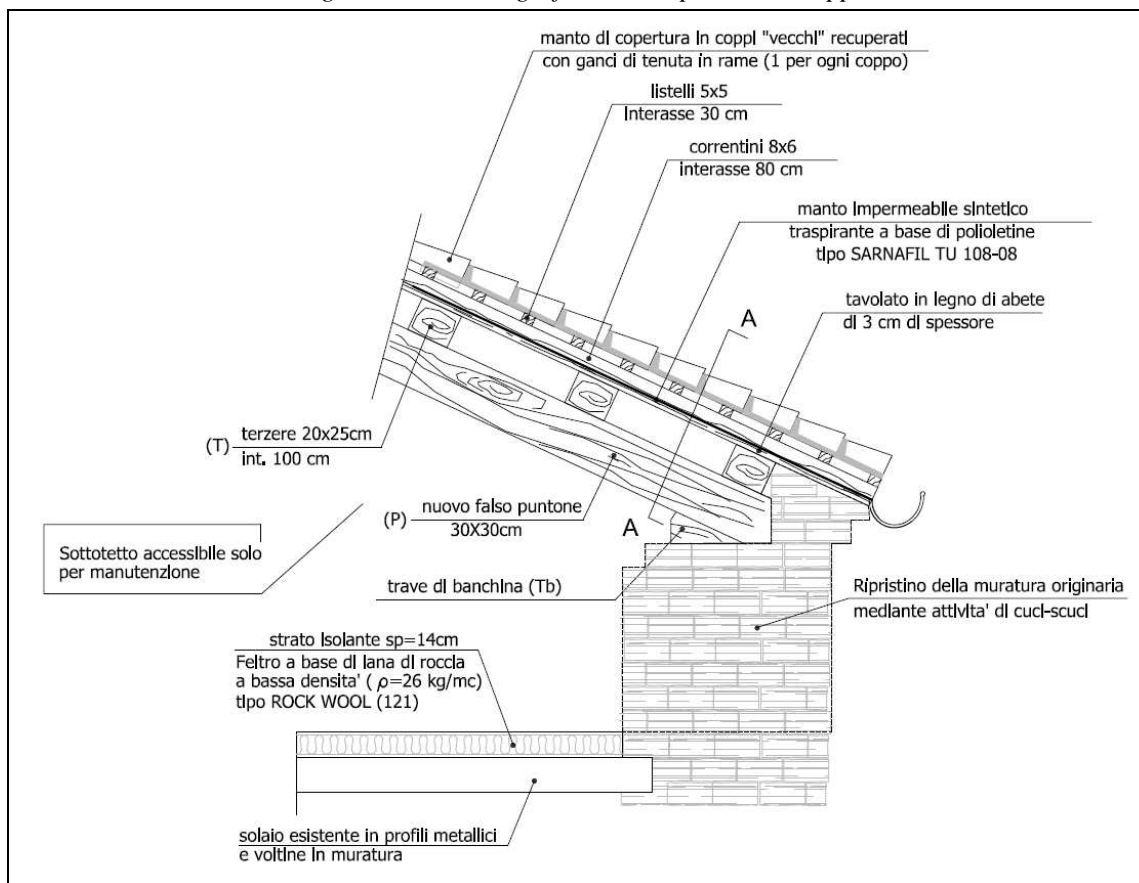 manto di copertura in coppi "vecchi" recuperati
con ganci di tenuta in rame (1 per ogni coppo)
listelli 5x5
Interasse 30 cm
correntini 8x6
interasse 80 cm
manto impermeabile sintetico
traspirante a base di polioletine
tipo SARNAFIL TU 108-08
tavolato in legno di abete
di 3 cm di spessore
A
(T) terzere 20x25cm
int. 100 cm
(P) nuovo falso puntone
30X30cm
A
Sottotetto accessibile solo
per manutenzione
trave di banchina (Tb)
Ripristino della muratura originaria
mediante attivita' di cuci-scuci
strato isolante sp=14cm
Feltro a base di lana di roccia
a bassa densita' ( ρ=26 kg/mc)
tipo ROCK WOOL (121)
solaio esistente in profili metallici
e voltine in muratura